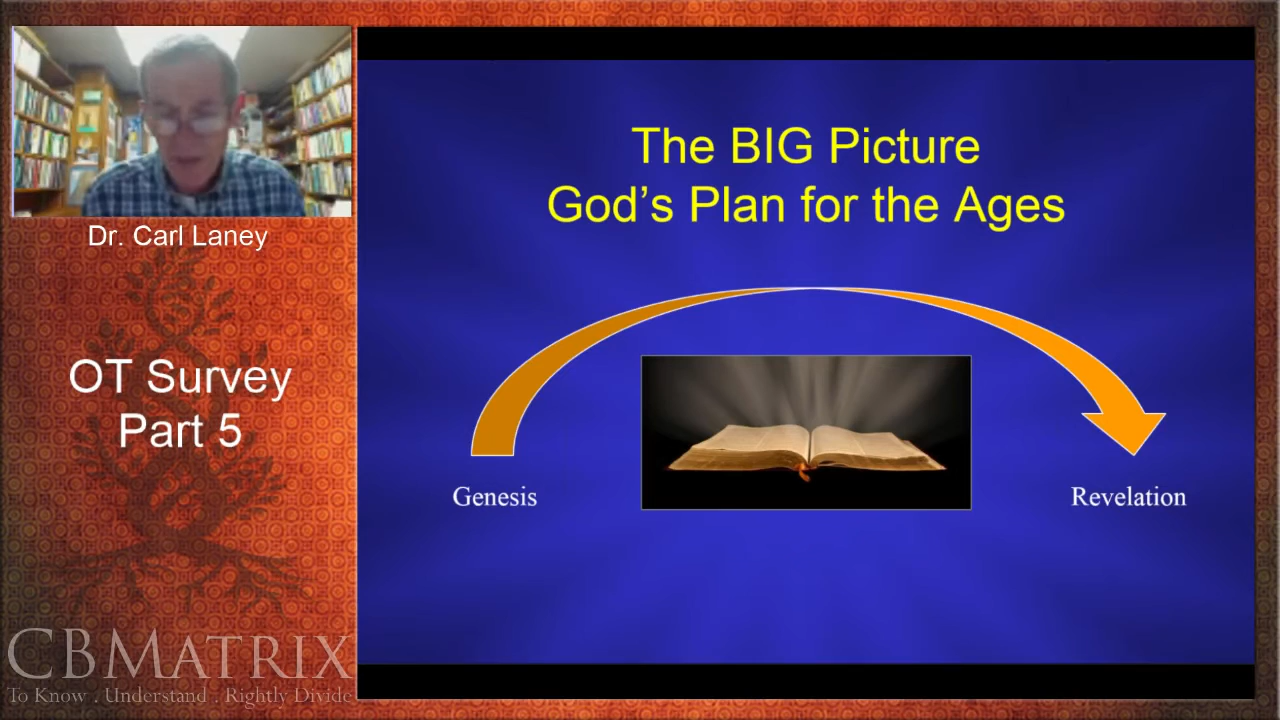 Dr. Carl Laney
OT Survey
Part 5
CBMATRIX
To Know . Understand . Rightly Divide
The BIG Picture
God's Plan for the Ages
Genesis
Revelation